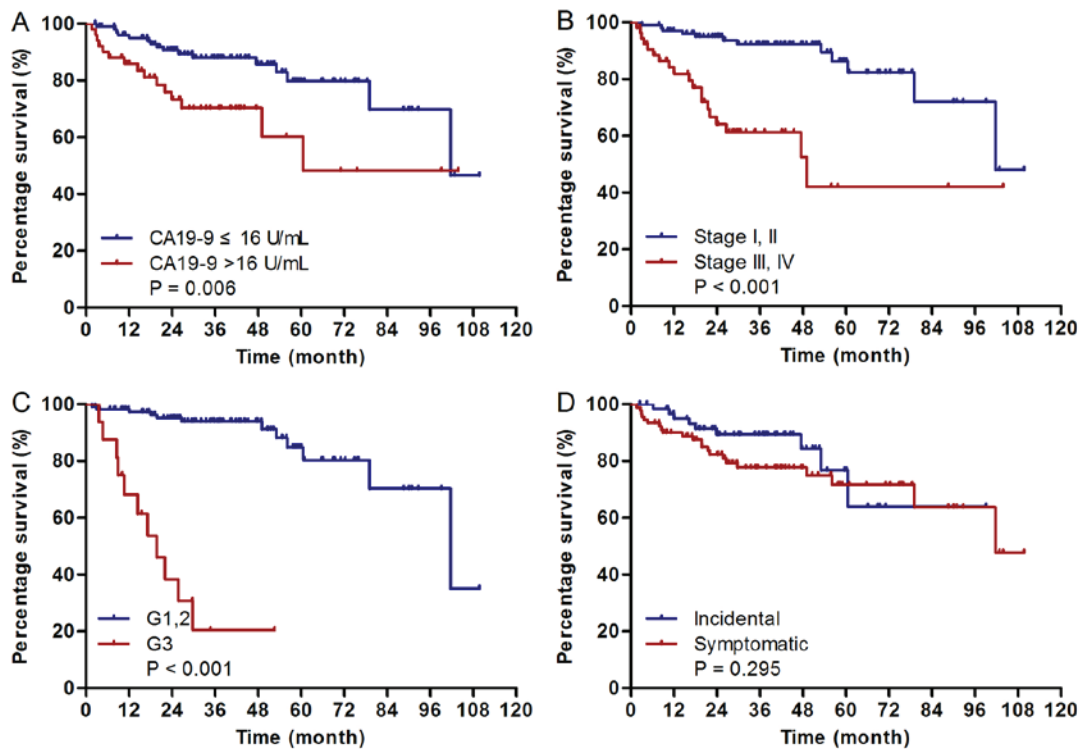 A
Percentage survival (%)
100
80
60
40
20
0
CA19-9 ≤ 16 U/mL
CA19-9 >16 U/mL
P = 0.006
0 12 24 36 48 60 72 84 96 108 120
Time (month)
B
Percentage survival (%)
100
80
60
40
20
0
Stage I, II
Stage III, IV
P < 0.001
0 12 24 36 48 60 72 84 96 108 120
Time (month)
C
Percentage survival (%)
100
80
60
40
20
0
G1,2
G3
P < 0.001
0 12 24 36 48 60 72 84 96 108 120
Time (month)
D
Percentage survival (%)
100
80
60
40
20
0
Incidental
Symptomatic
P = 0.295
0 12 24 36 48 60 72 84 96 108 120
Time (month)